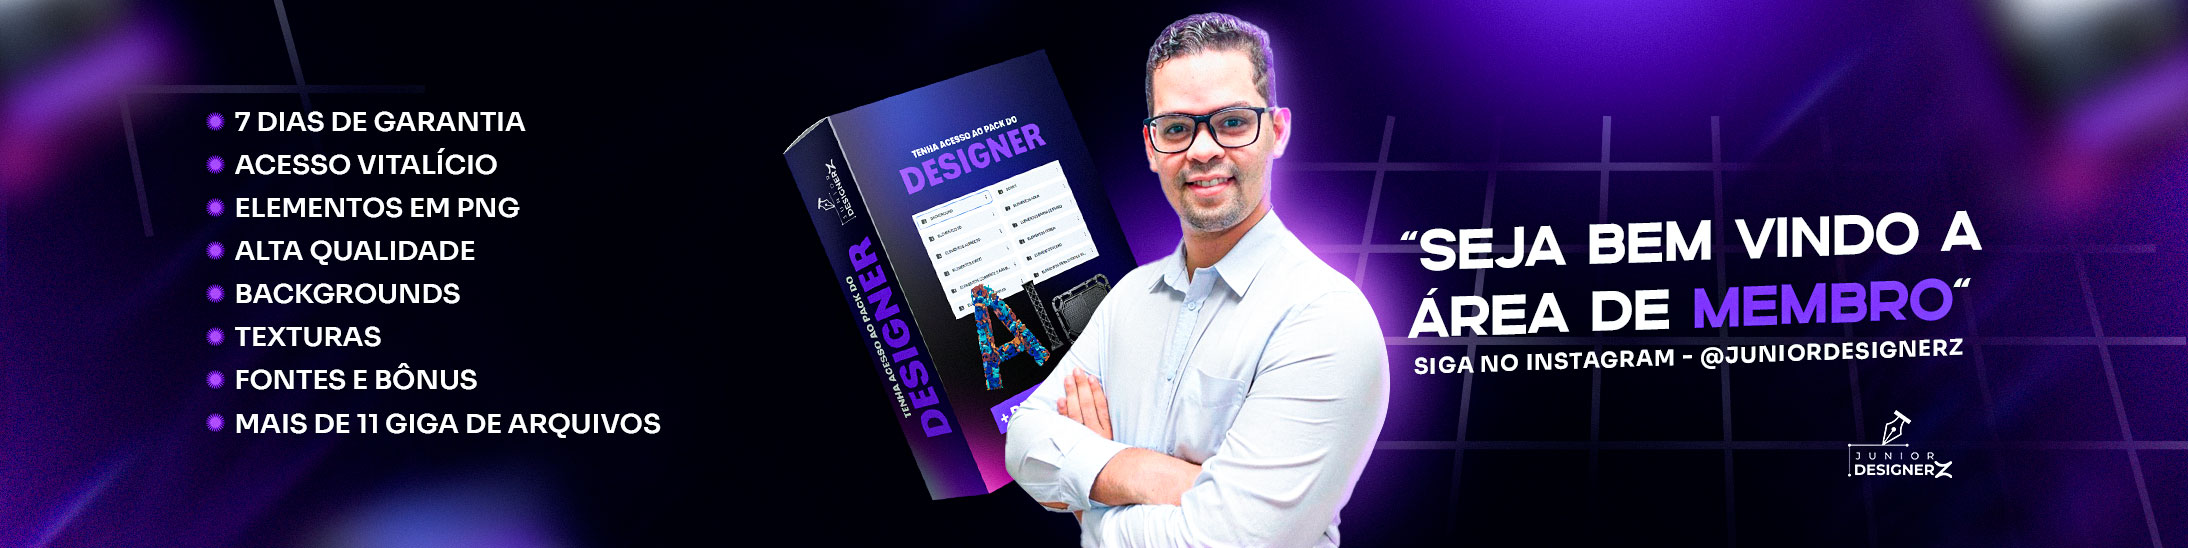 7 DIAS DE GARANTIA
ACESSO VITALÍCIO
ELEMENTOS EM PNG
ALTA QUALIDADE
BACKGROUNDS
TEXTURAS
FONTES E BÔNUS
MAIS DE 11 GIGA DE ARQUIVOS
TENHA ACESSO AO PACK DO
DESIGNER
TENHA ACESSO AO PACK DO
DESIGNER
JUNIOR
DESIGNERZ
“SEJA BEM VINDO A
ÁREA DE MEMBRO“
SIGA NO INSTAGRAM - @JUNIORDESIGNERZ
JUNIOR
DESIGNERZ